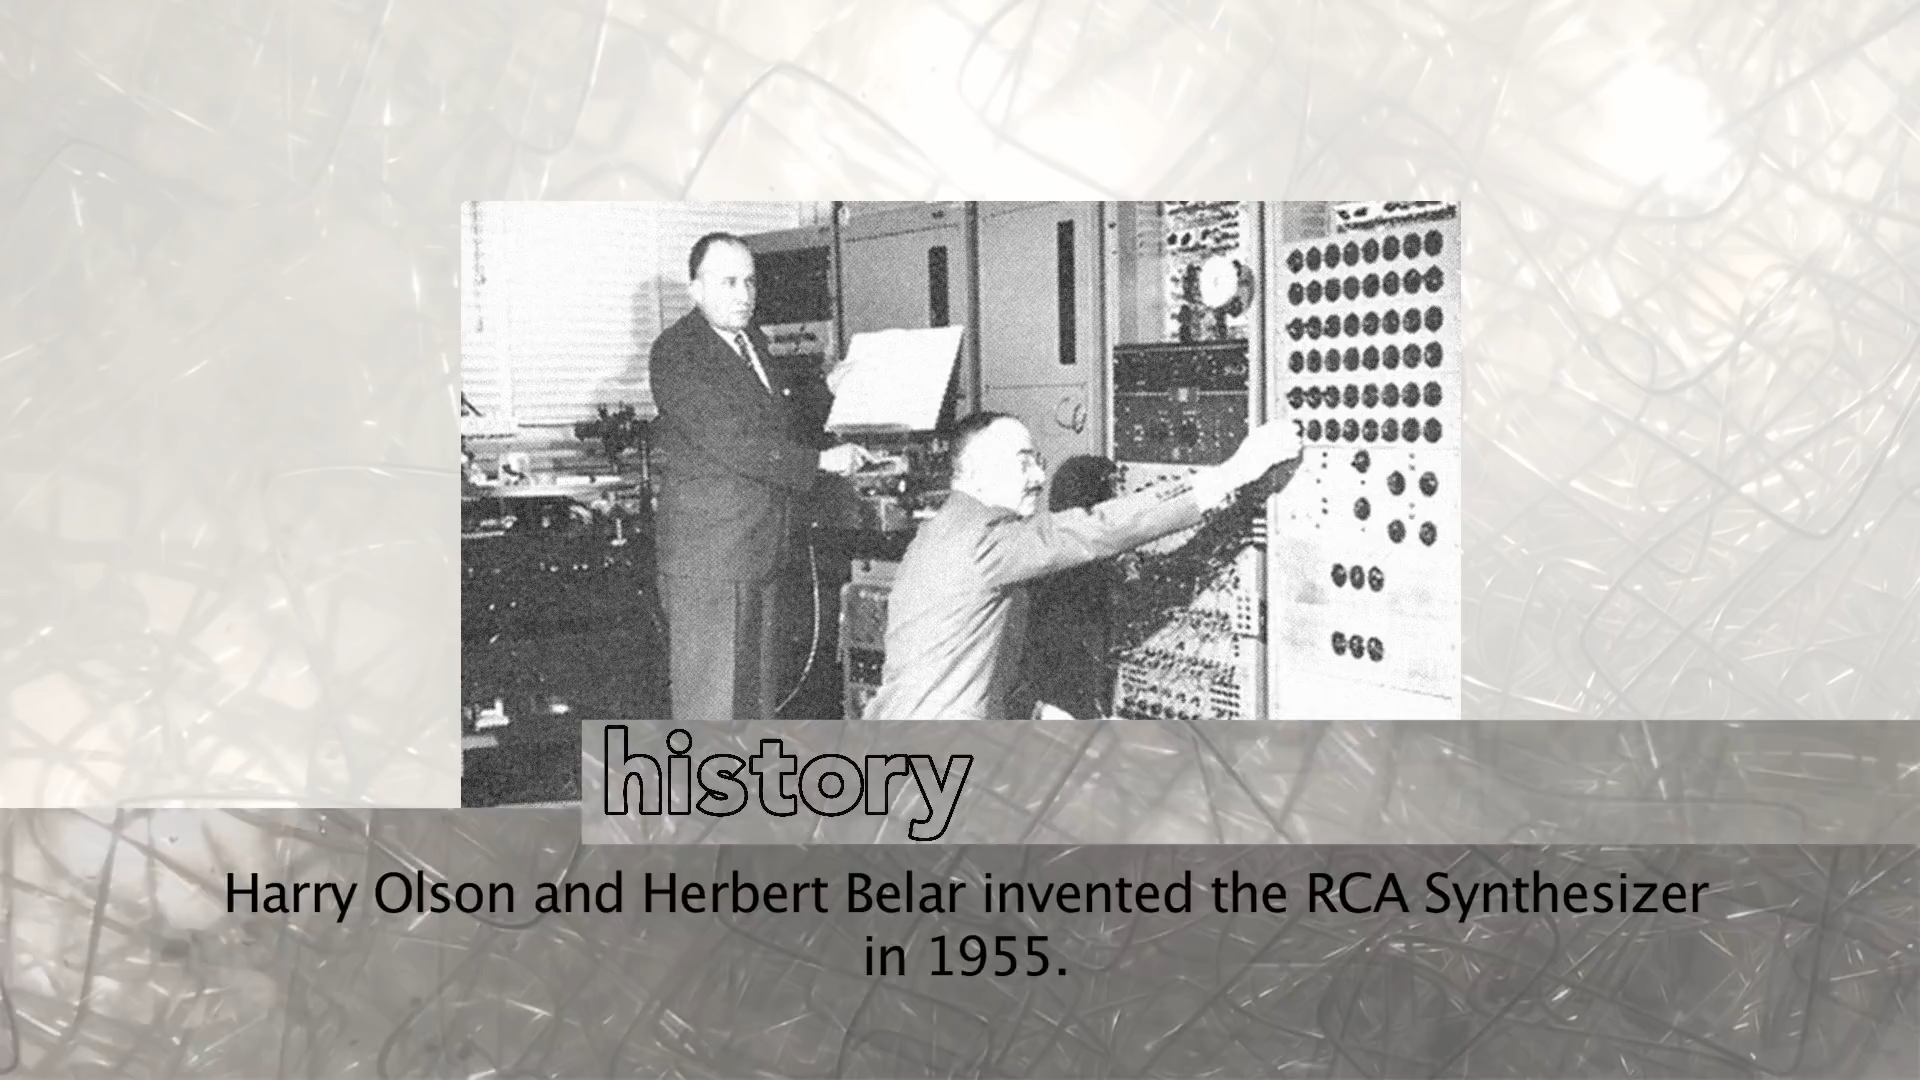 history
Harry Olson and Herbert Belar invented the RCA Synthesizer
in 1955.